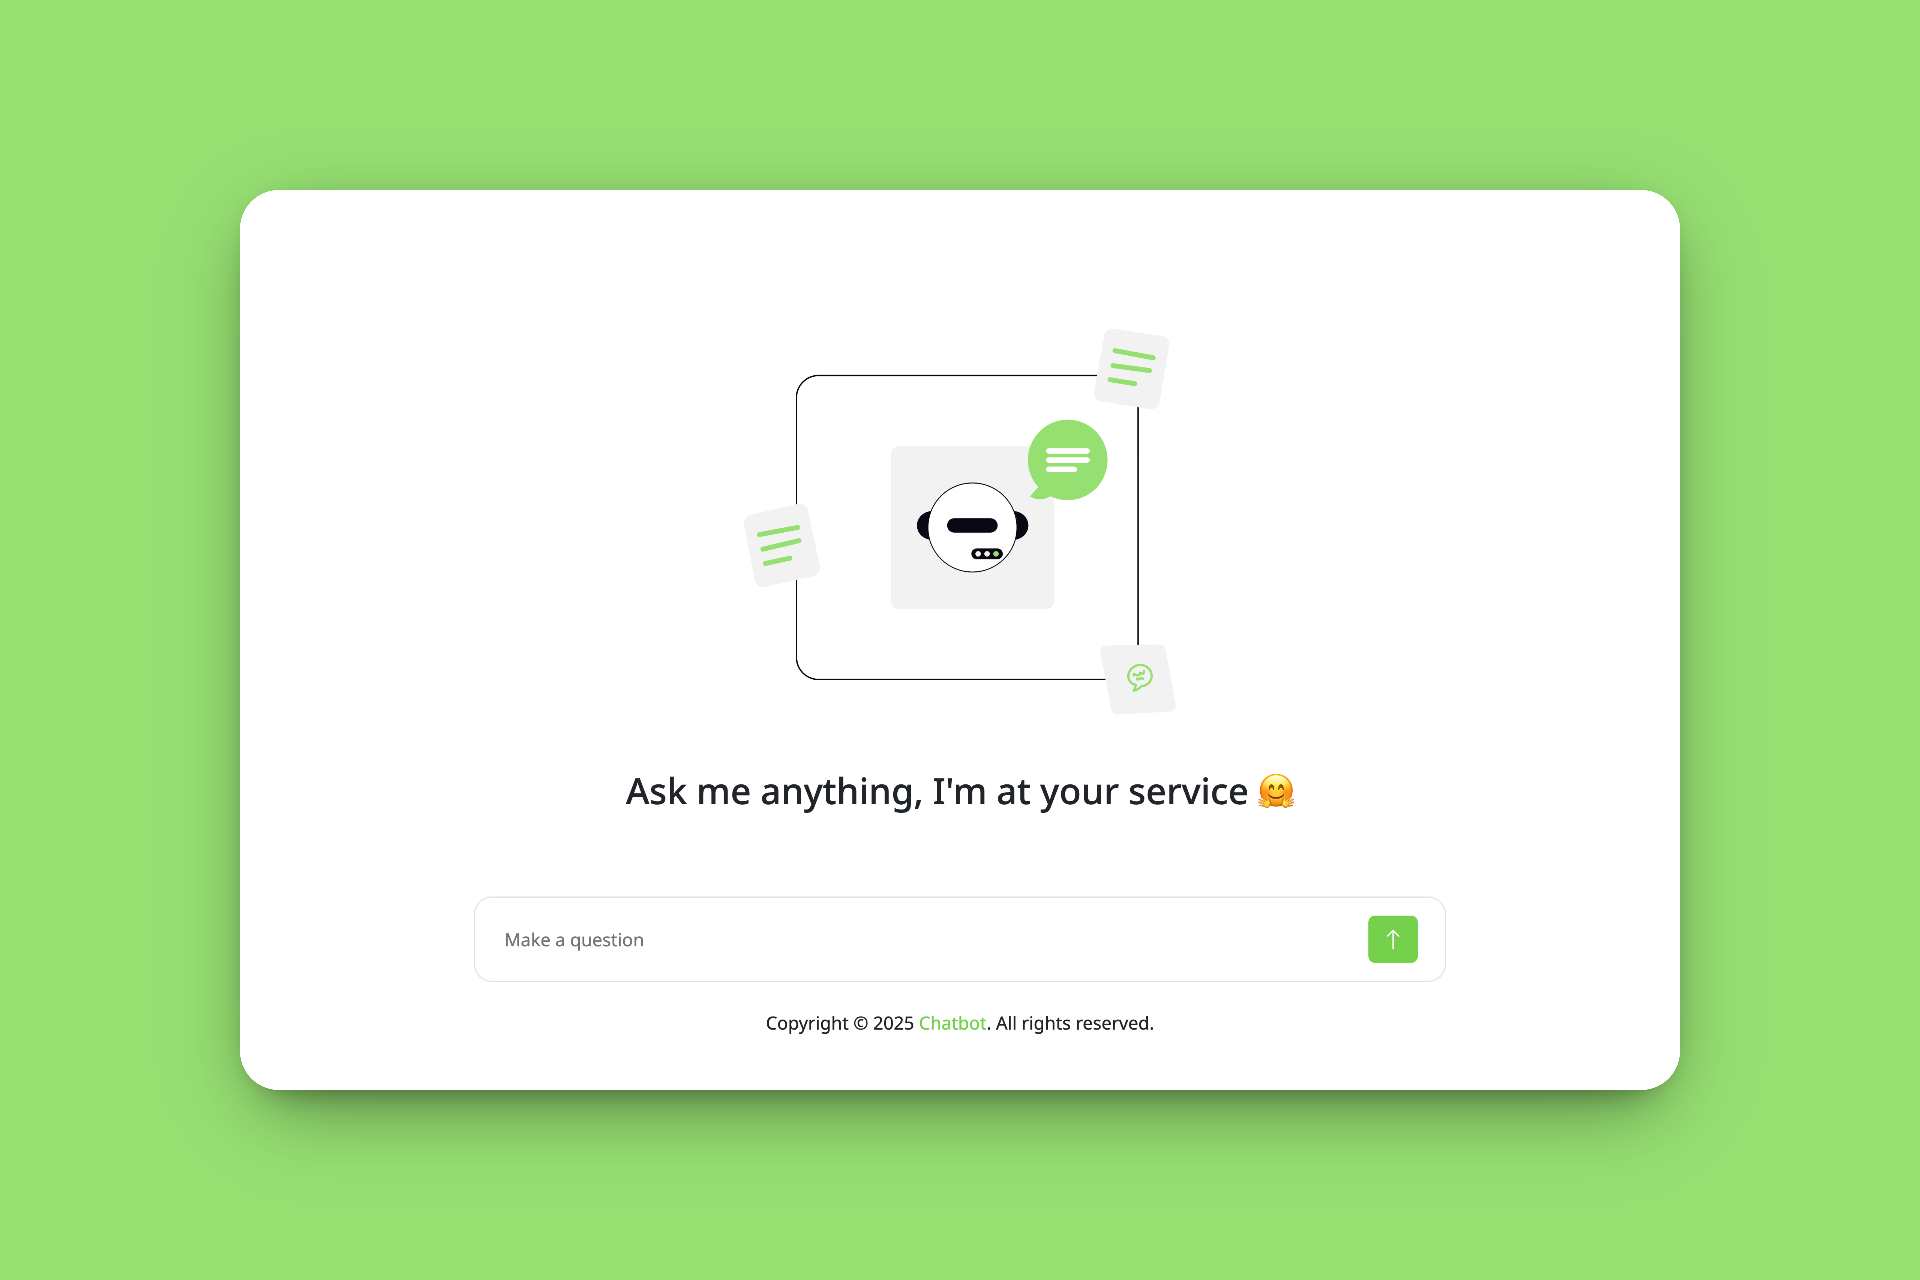 Ask me anything, I'm at your service 🤗
Make a question
Copyright © 2025 Chatbot. All rights reserved.